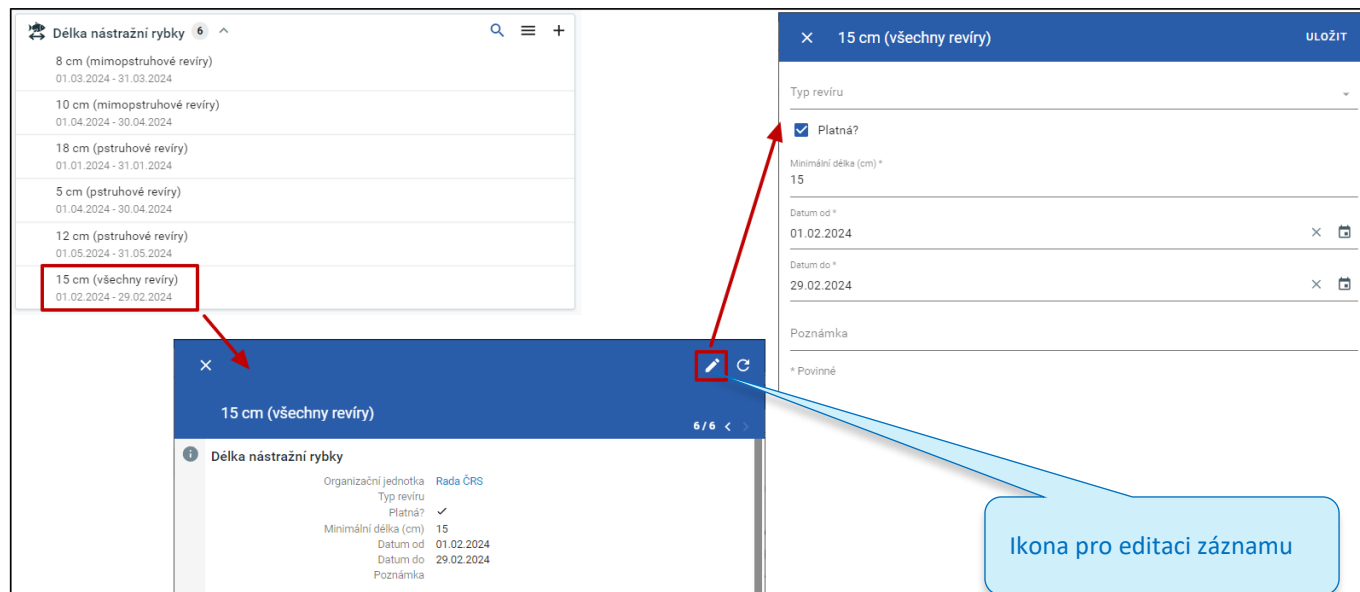 Délka nástražní rybky 6
8 cm (mimopstruhové revíry)
01.03.2024 - 31.03.2024
10 cm (mimopstruhové revíry)
01.04.2024 - 30.04.2024
18 cm (pstruhové revíry)
01.01.2024 - 31.01.2024
5 cm (pstruhové revíry)
01.04.2024 - 30.04.2024
12 cm (pstruhové revíry)
01.05.2024 - 31.05.2024
15 cm (všechny revíry)
01.02.2024 - 29.02.2024
15 cm (všechny revíry)
6/6
Délka nástražní rybky
Organizační jednotka Rada ČRS
Typ revíru
Platná?
Minimální délka (cm) 15
Datum od 01.02.2024
Datum do 29.02.2024
Poznámka
15 cm (všechny revíry) ULOŽIT
Typ revíru
Platná?
Minimální délka (cm) *
15
Datum od *
01.02.2024
Datum do *
29.02.2024
Poznámka
* Povinné
Ikona pro editaci záznamu